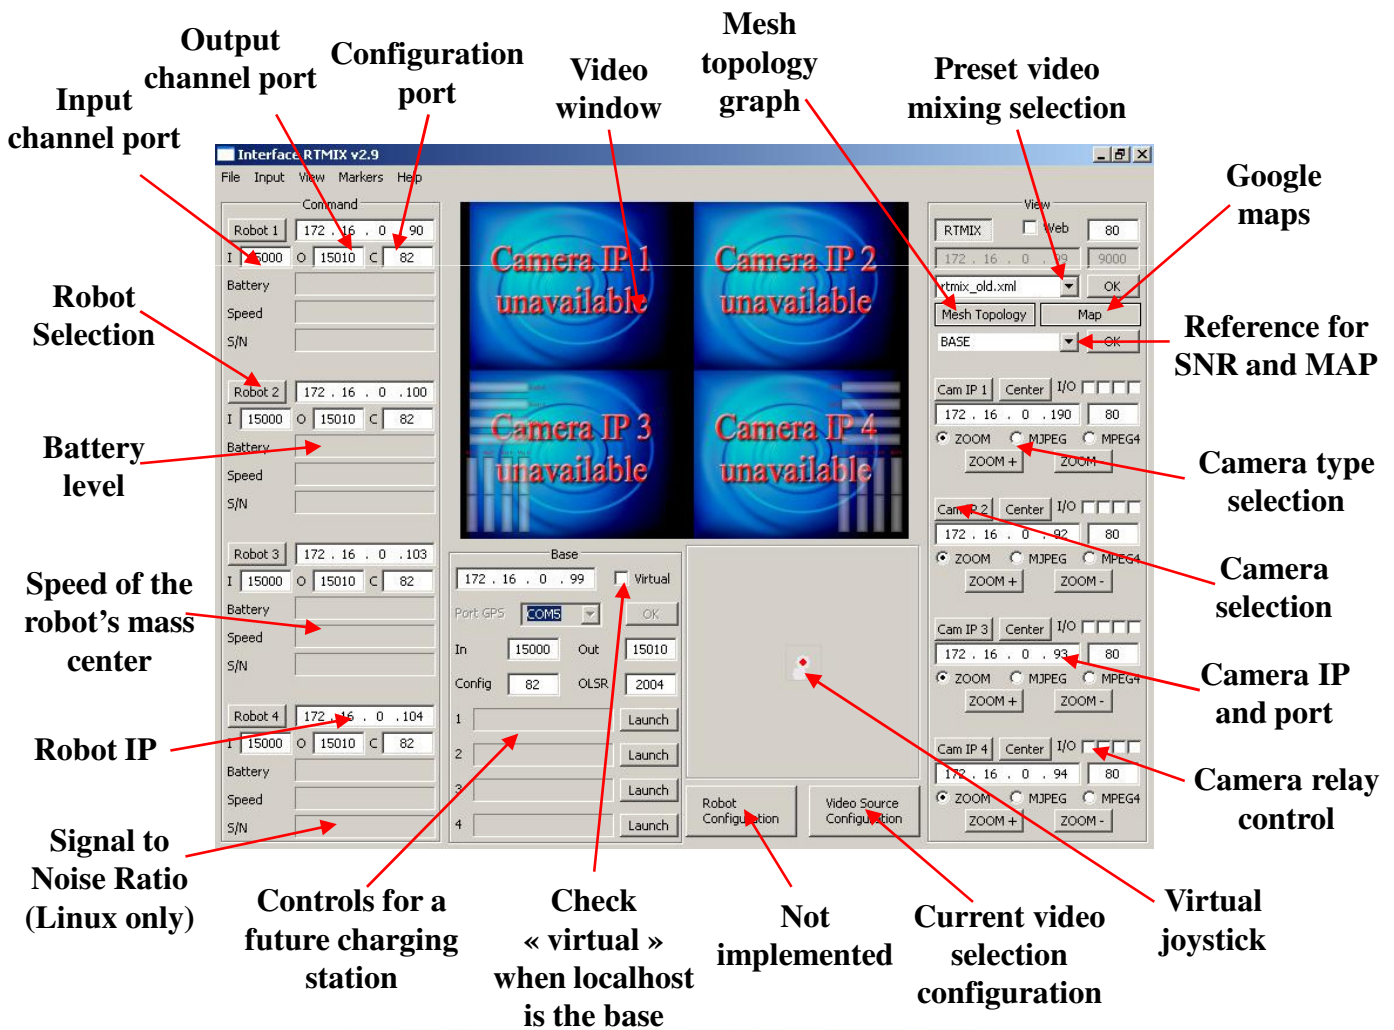 Output
channel port
Configuration
port
Input
channel port
Video
window
Mesh
topology
graph
Preset video
mixing selection
Google
maps
Robot
Selection
Reference for
SNR and MAP
Battery
level
Camera type
selection
Speed of the
robot's mass
center
Camera
selection
Robot IP
Camera IP
and port
Signal to
Noise Ratio
(Linux only)
Camera relay
control
Controls for a
future charging
station
Check
« virtual »
when localhost
is the base
Not
implemented
Current video
selection
configuration
Virtual
joystick
Interface RTMIX v2.9
File Input View Markers Help
Command
Robot 1 172 . 16 . 0 . 90
I 15000 O 15010 C 82
Battery
Speed
S/N
Robot 2 172 . 16 . 0 .100
I 15000 O 15010 C 82
Battery
Speed
S/N
Robot 3 172 . 16 . 0 .103
I 15000 O 15010 C 82
Battery
Speed
S/N
Robot 4 172 . 16 . 0 .104
I 15000 O 15010 C 82
Battery
Speed
S/N
Camera IP 1
unavailable
Camera IP 2
unavailable
Camera IP 3
unavailable
Camera IP 4
unavailable
Base
172 . 16 . 0 . 99 Virtual
Port GPS COM5 OK
In 15000 Out 15010
Config 82 OLSR 2004
1 Launch
2 Launch
3 Launch
4 Launch
Robot
Configuration
Video Source
Configuration
View
RTMIX Web 80
172 . 16 . 0 . 99 9000
rtmix_old.xml OK
Mesh Topology Map
BASE OK
Cam IP 1 Center I/O
172 . 16 . 0 .190 80
ZOOM MJPEG MPEG4
ZOOM + ZOOM -
Cam IP 2 Center I/O
172 . 16 . 0 . 92 80
ZOOM MJPEG MPEG4
ZOOM + ZOOM -
Cam IP 3 Center I/O
172 . 16 . 0 . 93 80
ZOOM MJPEG MPEG4
ZOOM + ZOOM -
Cam IP 4 Center I/O
172 . 16 . 0 . 94 80
ZOOM MJPEG MPEG4
ZOOM + ZOOM -